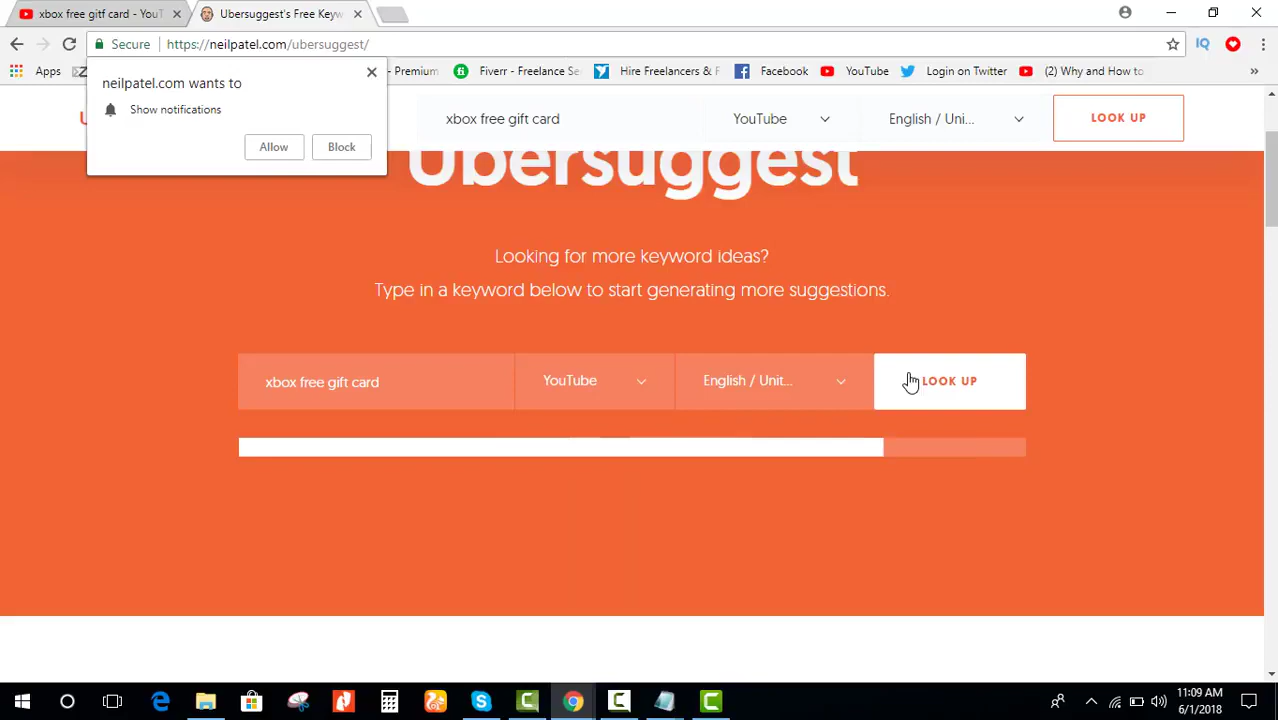 xbox free gitf card - YouT
Ubersuggest's Free Keyw
Secure
https://neilpatel.com/ubersuggest/
Apps
Premium
Fiverr - Freelance Se
Hire Freelancers & F
Facebook
YouTube
Login on Twitter
(2) Why and How to
neilpatel.com wants to
Show notifications
Allow
Block
xbox free gift card
YouTube
English / Uni...
LOOK UP
Ubersuggest
Looking for more keyword ideas?
Type in a keyword below to start generating more suggestions.
xbox free gift card
YouTube
English / Unit...
LOOK UP
11:09 AM
6/1/2018